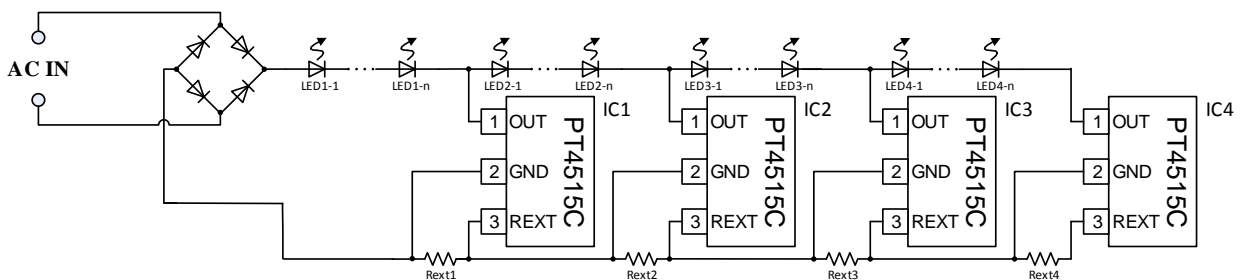 AC IN
LED1-1
LED1-n
LED2-1
LED2-n
LED3-1
LED3-n
LED4-1
LED4-n
IC1
1 OUT
2 GND
3 REXT
PT4515C
IC2
1 OUT
2 GND
3 REXT
PT4515C
IC3
1 OUT
2 GND
3 REXT
PT4515C
IC4
1 OUT
2 GND
3 REXT
PT4515C
Rext1
Rext2
Rext3
Rext4